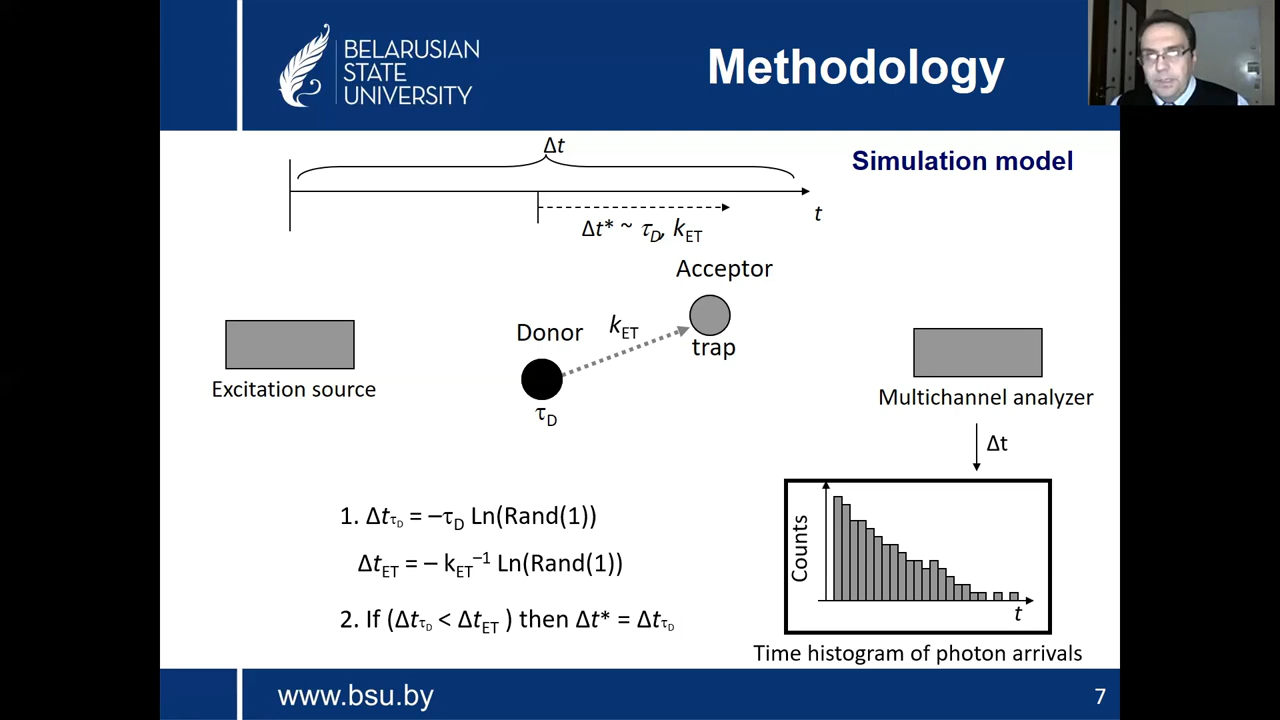 BELARUSIAN
STATE
UNIVERSITY
Methodology
Simulation model
Δt
t
Δt* ~ τD, kET
Acceptor
trap
kET
Donor
τD
Excitation source
Multichannel analyzer
Δt
1. ΔtτD = –τD Ln(Rand(1))
ΔtET = – kET⁻¹ Ln(Rand(1))
2. If (ΔtτD < ΔtET ) then Δt* = ΔtτD
Counts
t
Time histogram of photon arrivals
www.bsu.by
7